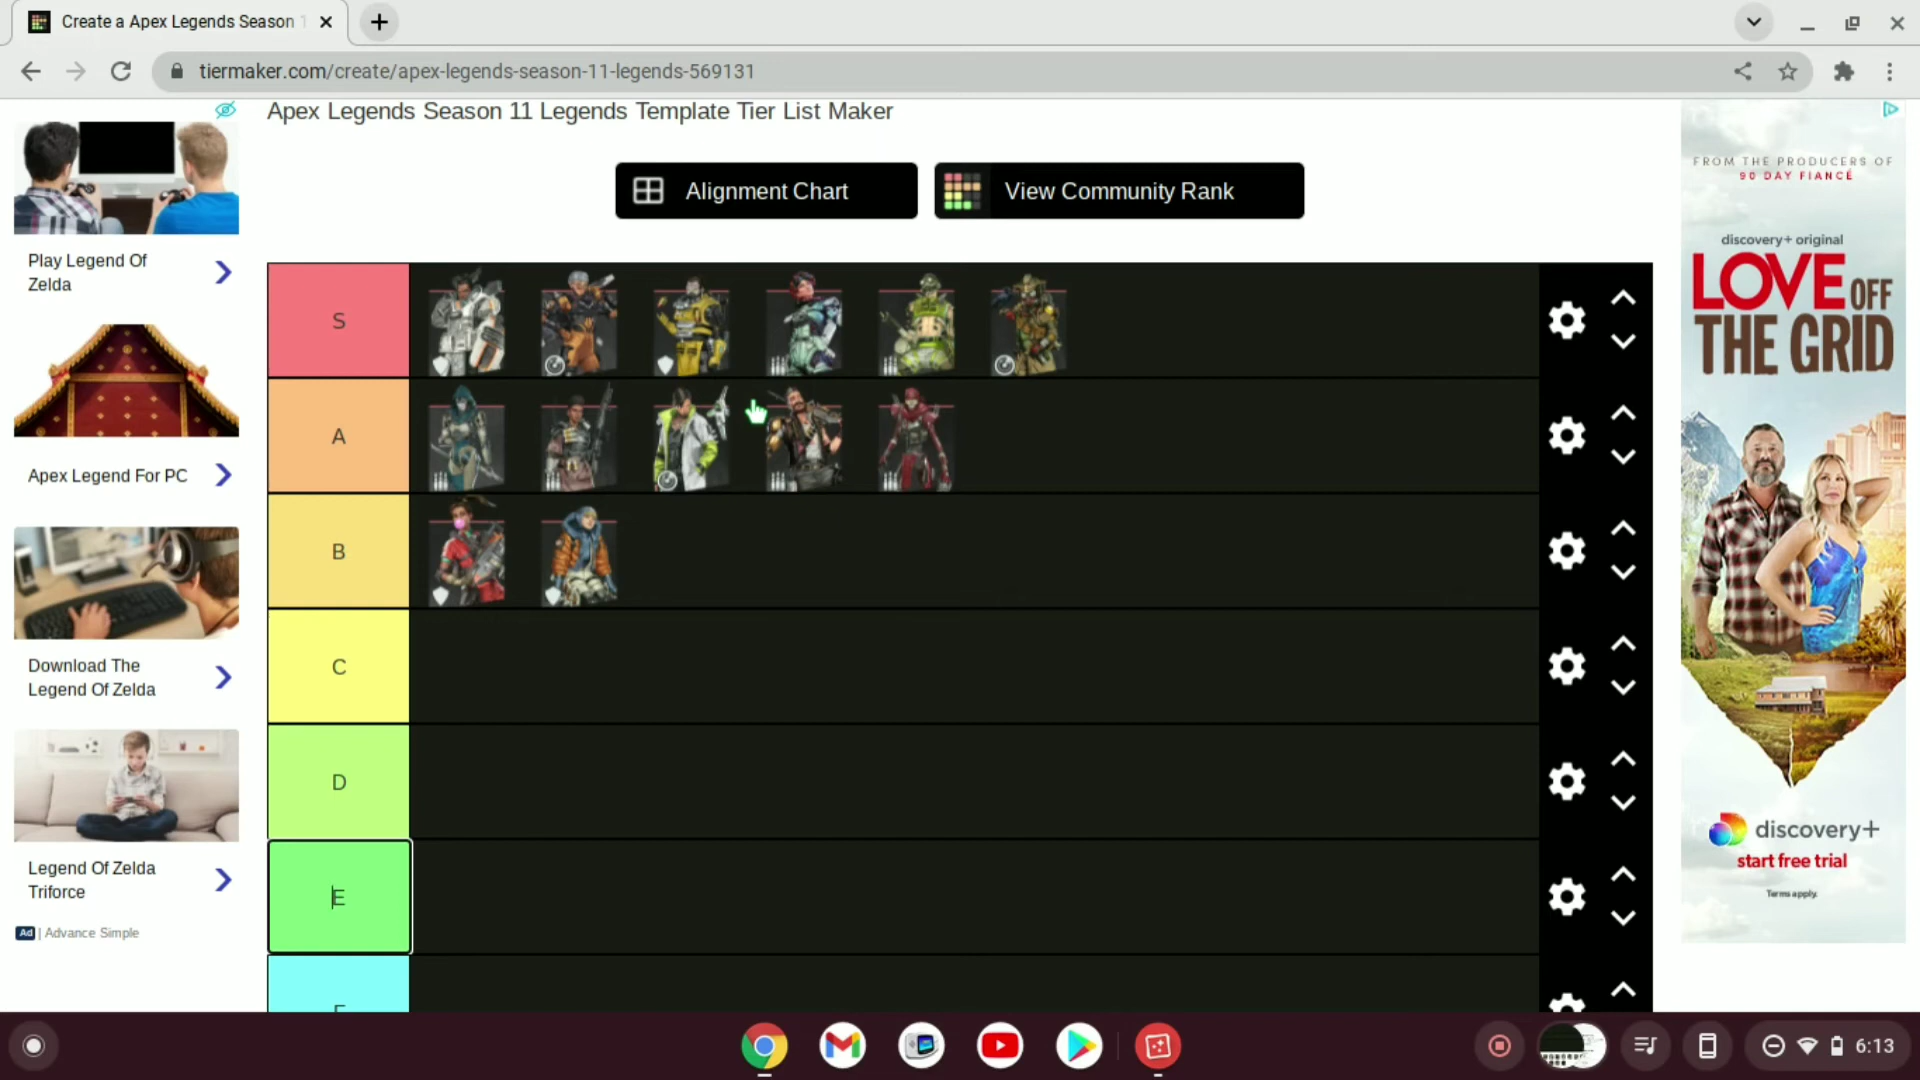 Create a Apex Legends Season 1
tiermaker.com/create/apex-legends-season-11-legends-569131
Apex Legends Season 11 Legends Template Tier List Maker
Alignment Chart
View Community Rank
Play Legend Of
Zelda
Apex Legend For PC
Download The
Legend Of Zelda
Legend Of Zelda
Triforce
Ad | Advance Simple
S
A
B
C
D
E
FROM THE PRODUCERS OF
90 DAY FIANCÉ
discovery+ original
LOVE OFF
THE GRID
discovery+
start free trial
Terms apply.
6:13